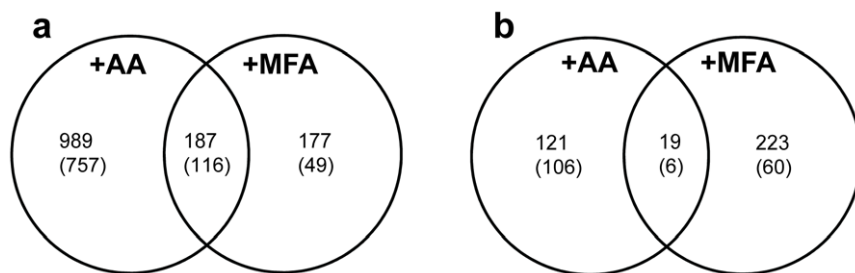 a
+AA
+MFA
989
(757)
187
(116)
177
(49)
b
+AA
+MFA
121
(106)
19
(6)
223
(60)